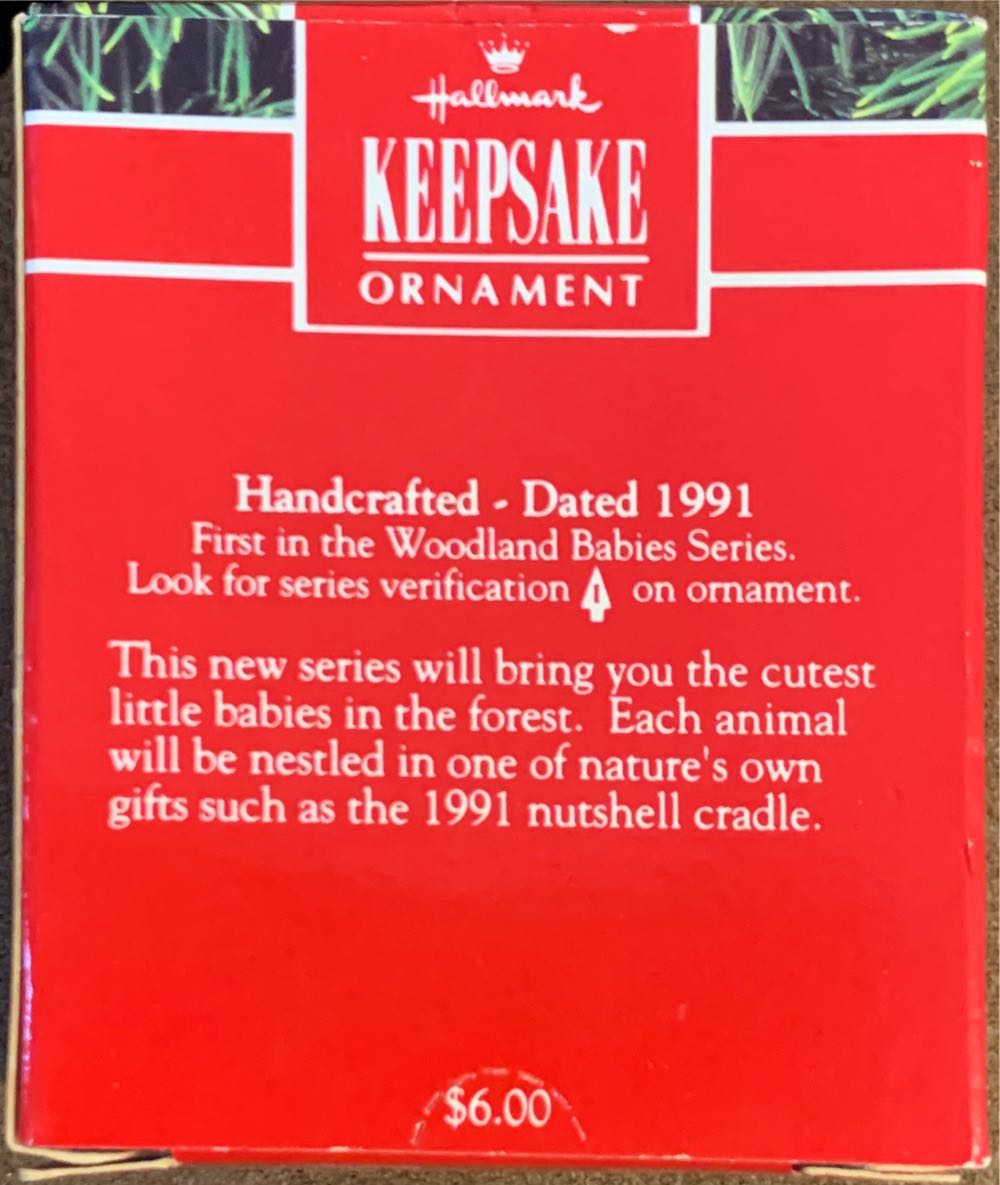 Hallmark
KEEPSAKE
ORNAMENT
Handcrafted - Dated 1991
First in the Woodland Babies Series.
Look for series verification 1 on ornament.
This new series will bring you the cutest
little babies in the forest. Each animal
will be nestled in one of nature's own
gifts such as the 1991 nutshell cradle.
$6.00